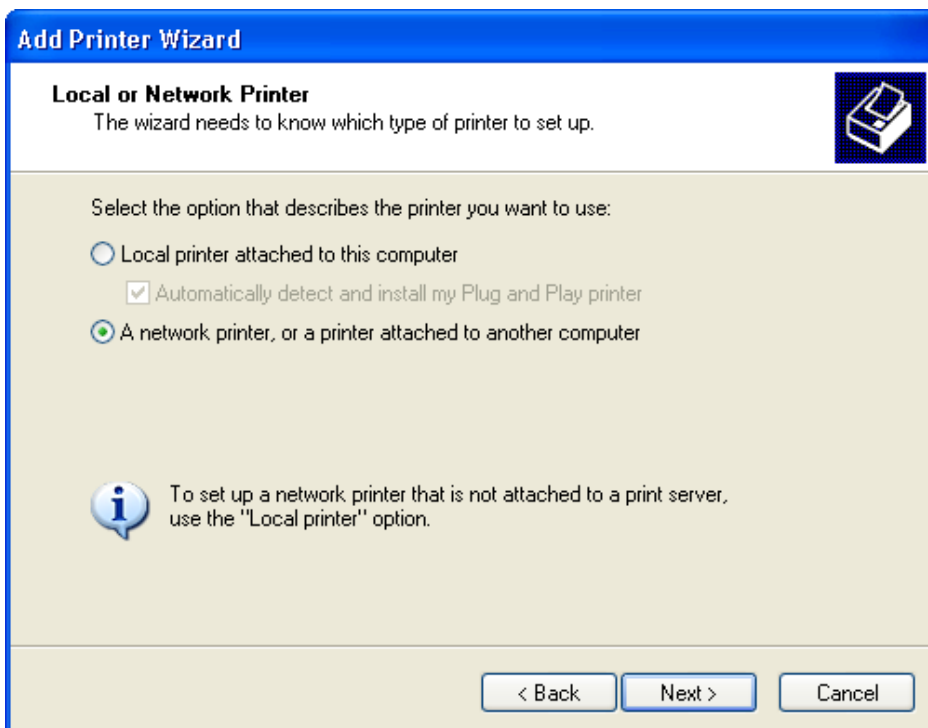 Add Printer Wizard
Local or Network Printer
The wizard needs to know which type of printer to set up.
Select the option that describes the printer you want to use:
Local printer attached to this computer
Automatically detect and install my Plug and Play printer
A network printer, or a printer attached to another computer
To set up a network printer that is not attached to a print server,
use the "Local printer" option.
< Back
Next >
Cancel